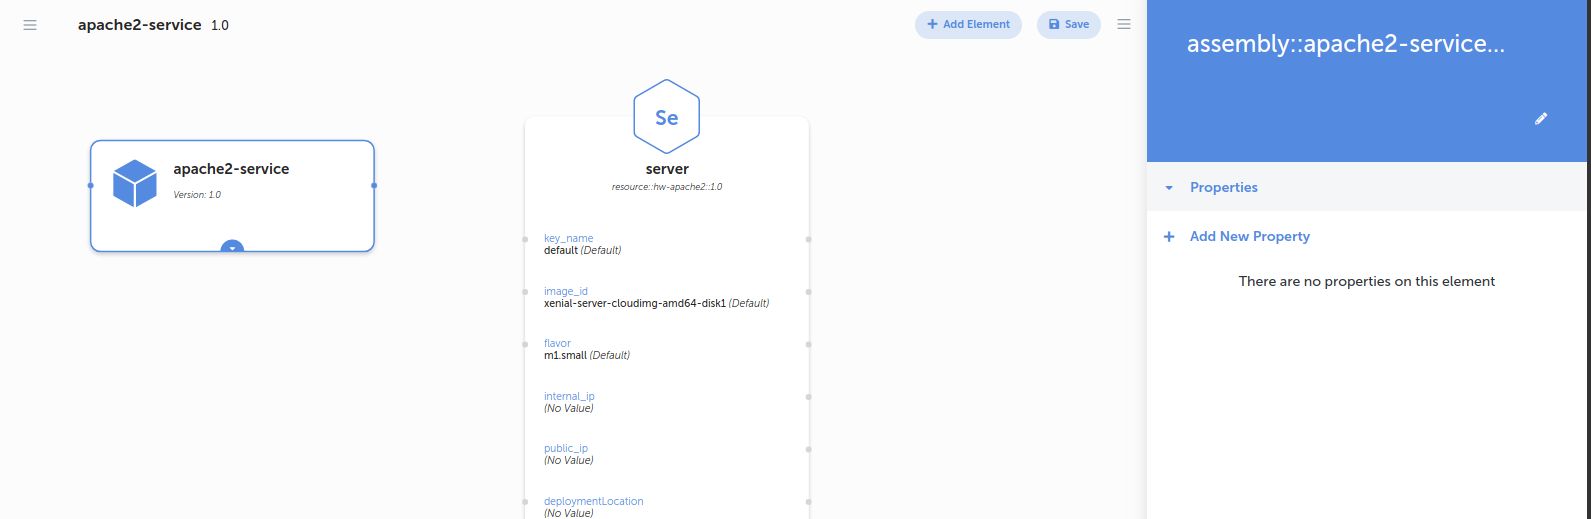 apache2-service 1.0
Add Element
Save
apache2-service
Version: 1.0
Se
server
resource::hw-apache2::1.0
key_name
default (Default)
image_id
xenial-server-cloudimg-amd64-disk1 (Default)
flavor
m1.small (Default)
internal_ip
(No Value)
public_ip
(No Value)
deploymentLocation
(No Value)
assembly::apache2-service...
Properties
Add New Property
There are no properties on this element